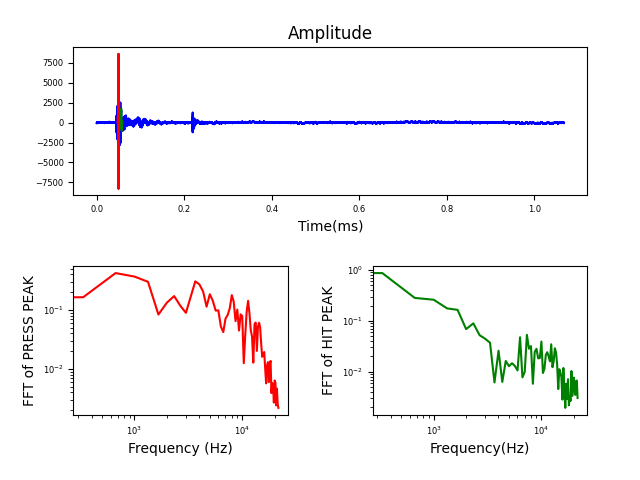 Amplitude
7500
5000
2500
0
−2500
−5000
−7500
0.0 0.2 0.4 0.6 0.8 1.0
Time(ms)
FFT of PRESS PEAK
10⁻¹
10⁻²
10³ 10⁴
Frequency (Hz)
FFT of HIT PEAK
10⁰
10⁻¹
10⁻²
10³ 10⁴
Frequency(Hz)